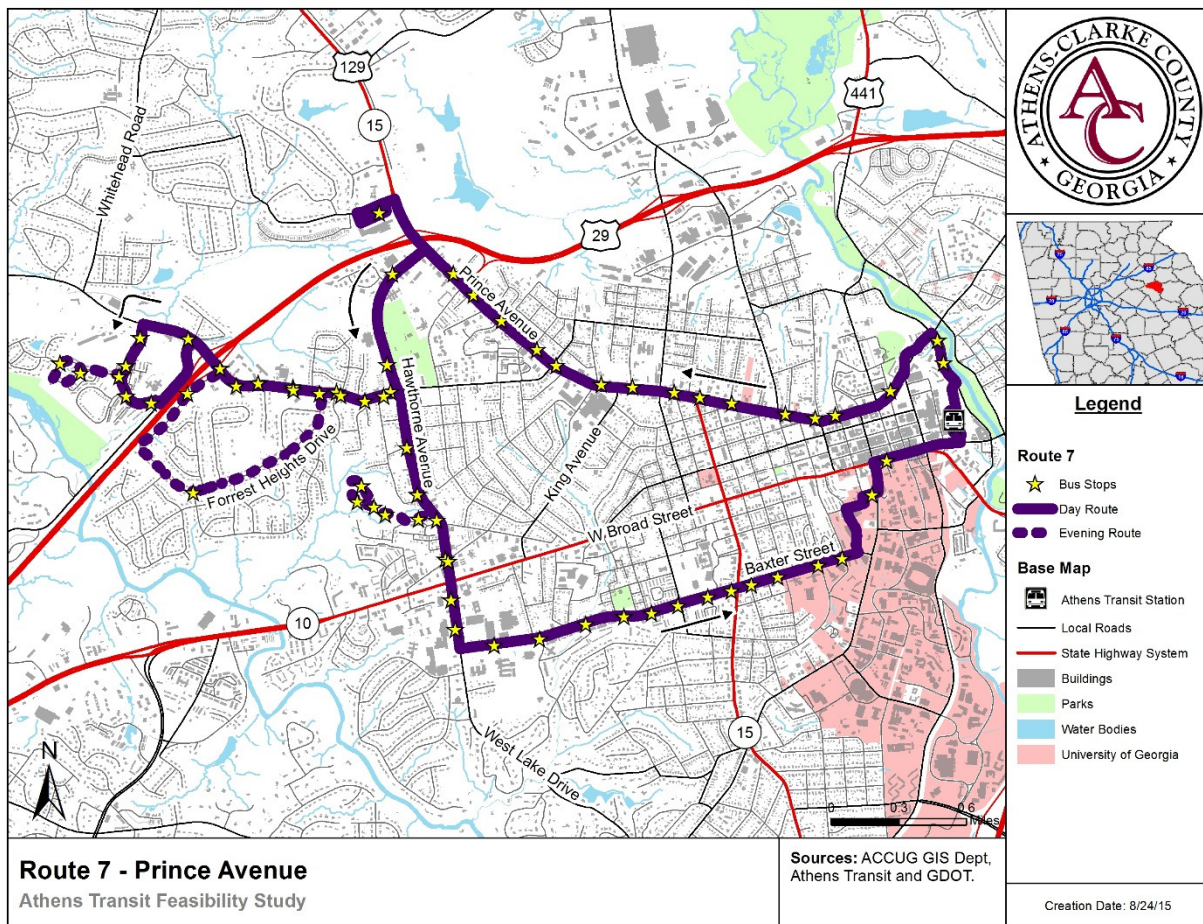 129
15
441
Whitehead Road
29
Prince Avenue
Hawthorne Avenue
King Avenue
Forrest Heights Drive
W. Broad Street
Baxter Street
10
15
West Lake Drive
N
0 0.3 0.6
Miles
ATHENS-CLARKE COUNTY
AC
★ GEORGIA ★
Legend
Route 7
Bus Stops
Day Route
Evening Route
Base Map
Athens Transit Station
Local Roads
State Highway System
Buildings
Parks
Water Bodies
University of Georgia
Route 7 - Prince Avenue
Athens Transit Feasibility Study
Sources: ACCUG GIS Dept,
Athens Transit and GDOT.
Creation Date: 8/24/15